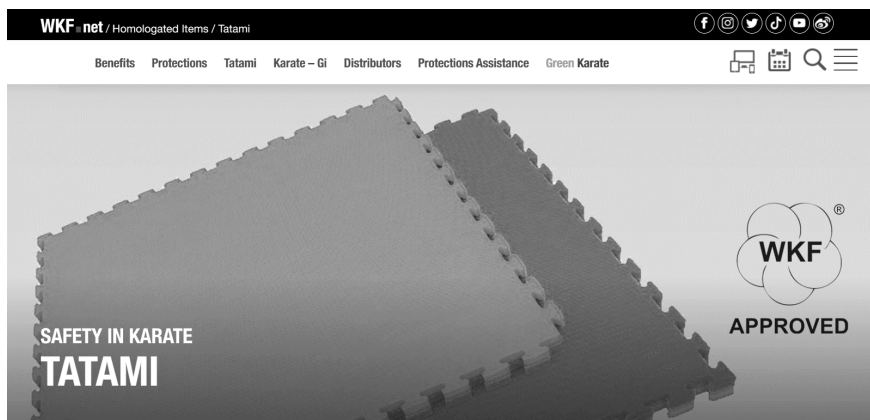 WKF.net / Homologated Items / Tatami
Benefits Protections Tatami Karate – Gi Distributors Protections Assistance Green Karate
WKF
®
APPROVED
SAFETY IN KARATE
TATAMI